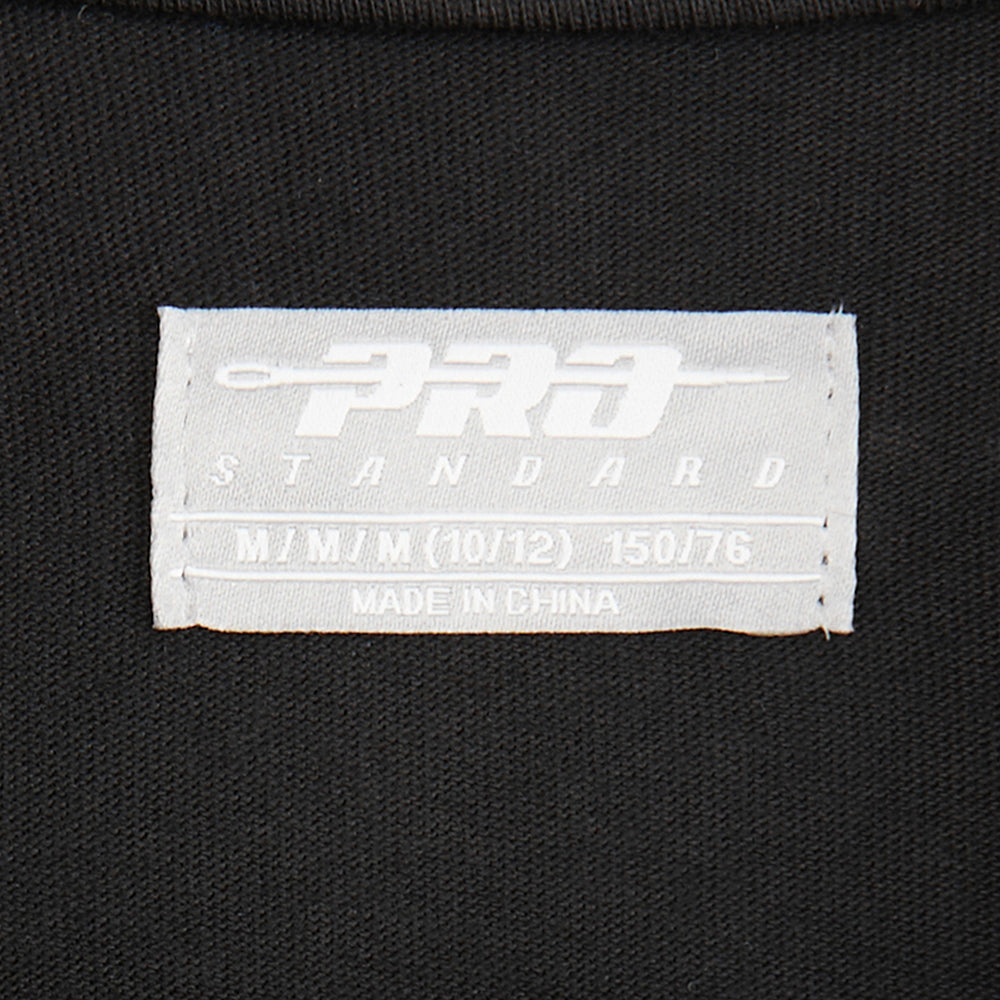 PRO
STANDARD
M/M/M (10/12) 150/76
MADE IN CHINA